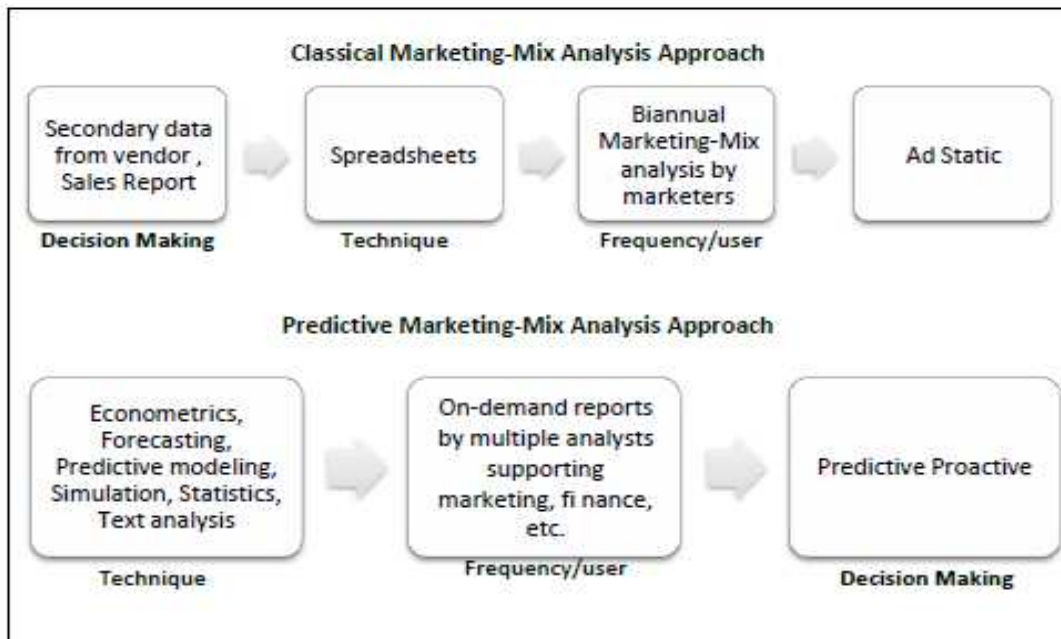 Classical Marketing-Mix Analysis Approach
Secondary data
from vendor ,
Sales Report
Decision Making
Spreadsheets
Technique
Biannual
Marketing-Mix
analysis by
marketers
Frequency/user
Ad Static
Predictive Marketing-Mix Analysis Approach
Econometrics,
Forecasting,
Predictive modeling,
Simulation, Statistics,
Text analysis
Technique
On-demand reports
by multiple analysts
supporting
marketing, fi nance,
etc.
Frequency/user
Predictive Proactive
Decision Making